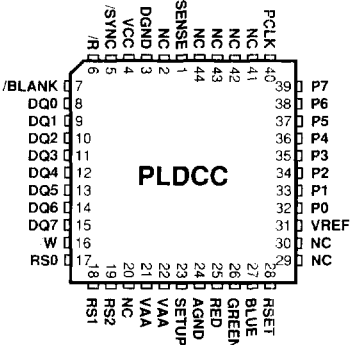 /R /SYNC VCC DGND NC SENSE NC NC NC NC PCLK
6 5 4 3 2 1 44 43 42 41 40
/BLANK 7 39 P7
DQ0 8 38 P6
DQ1 9 37 P5
DQ2 10 36 P4
DQ3 11 35 P3
DQ4 12 PLDCC 34 P2
DQ5 13 33 P1
DQ6 14 32 P0
DQ7 15 31 VREF
W 16 30 NC
RS0 17 29 NC
18 19 20 21 22 23 24 25 26 27 28
RS1 RS2 NC VAA VAA SETUP AGND RED GREEN BLUE RSET